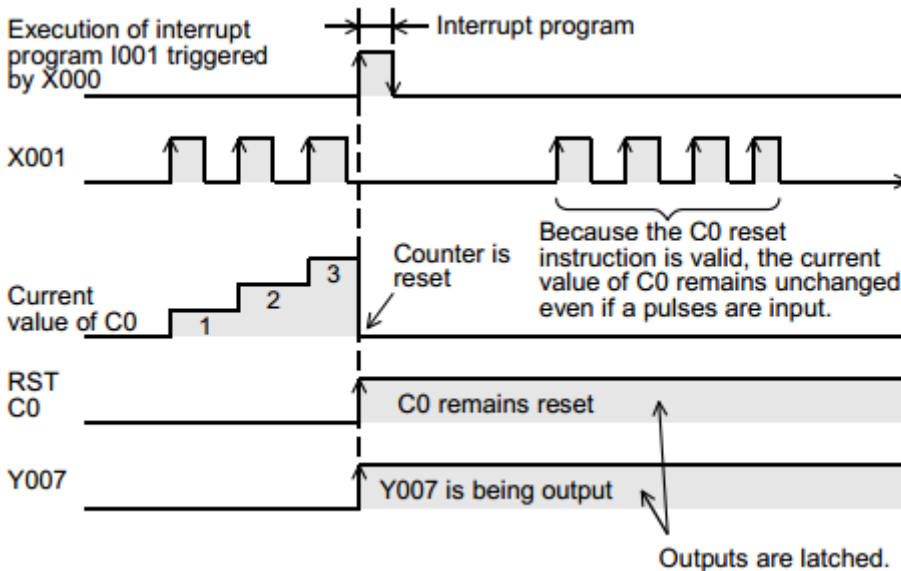 Execution of interrupt
program I001 triggered
by X000
Interrupt program
X001
Because the C0 reset
instruction is valid, the current
value of C0 remains unchanged
even if a pulses are input.
Counter is
reset
Current
value of C0
1
2
3
RST
C0
C0 remains reset
Y007
Y007 is being output
Outputs are latched.